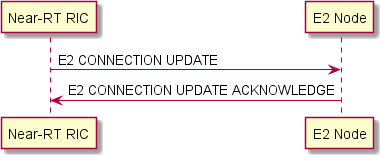 Near-RT RIC
E2 Node
E2 CONNECTION UPDATE
E2 CONNECTION UPDATE ACKNOWLEDGE
Near-RT RIC
E2 Node